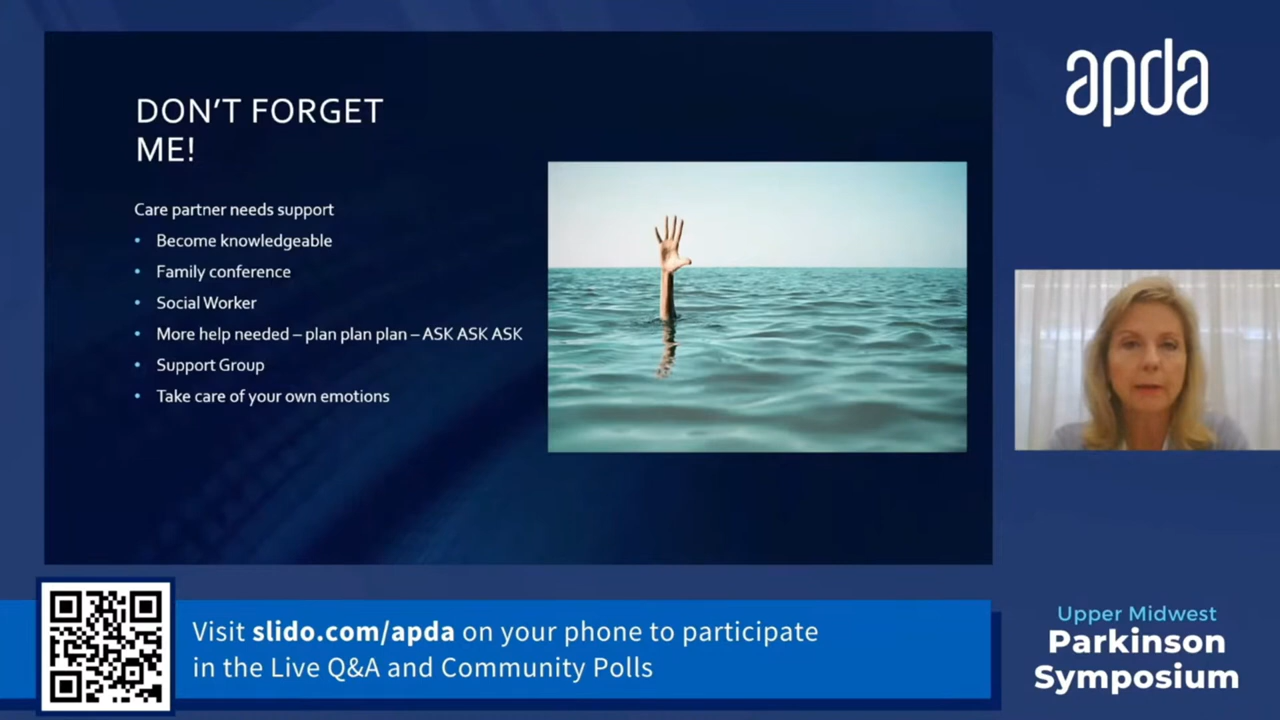 DON'T FORGET
ME!
Care partner needs support
• Become knowledgeable
• Family conference
• Social Worker
• More help needed – plan plan plan – ASK ASK ASK
• Support Group
• Take care of your own emotions
apda
Visit slido.com/apda on your phone to participate
in the Live Q&A and Community Polls
Upper Midwest
Parkinson
Symposium